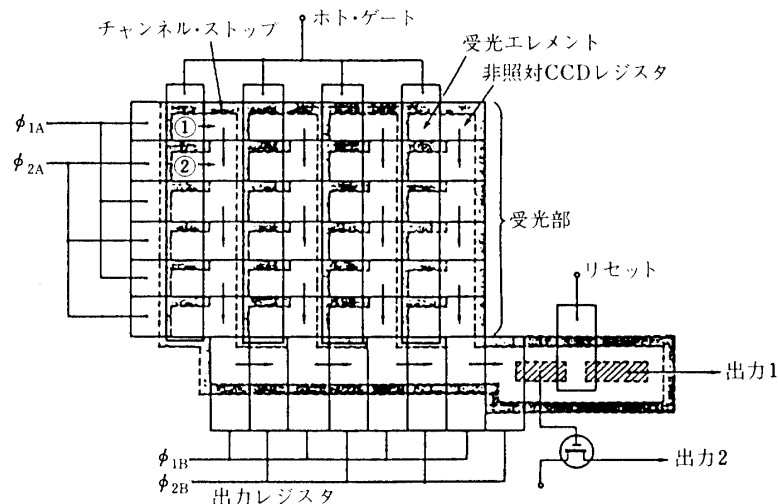 チャンネル・ストップ
ホト・ゲート
受光エレメント
非照対CCDレジスタ
φ1A
φ2A
①
②
受光部
リセット
出力1
出力2
φ1B
φ2B
出力レジスタ